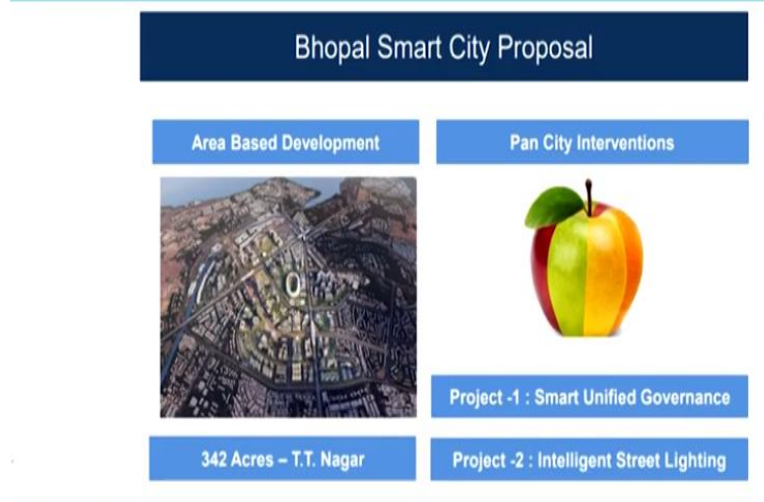 Bhopal Smart City Proposal
Area Based Development
Pan City Interventions
342 Acres – T.T. Nagar
Project -1 : Smart Unified Governance
Project -2 : Intelligent Street Lighting